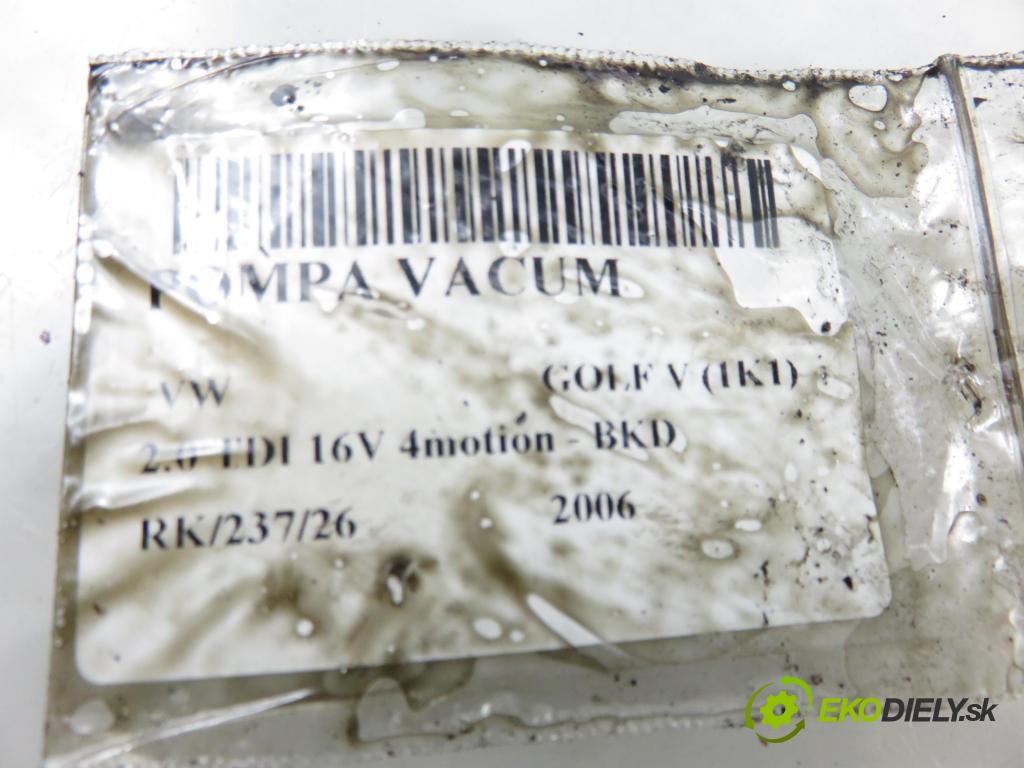 POMPA VACUM
VW GOLF V (1K1)
2.0 TDI 16V 4motion - BKD
RK/237/26 2006
EKODIELY.sk